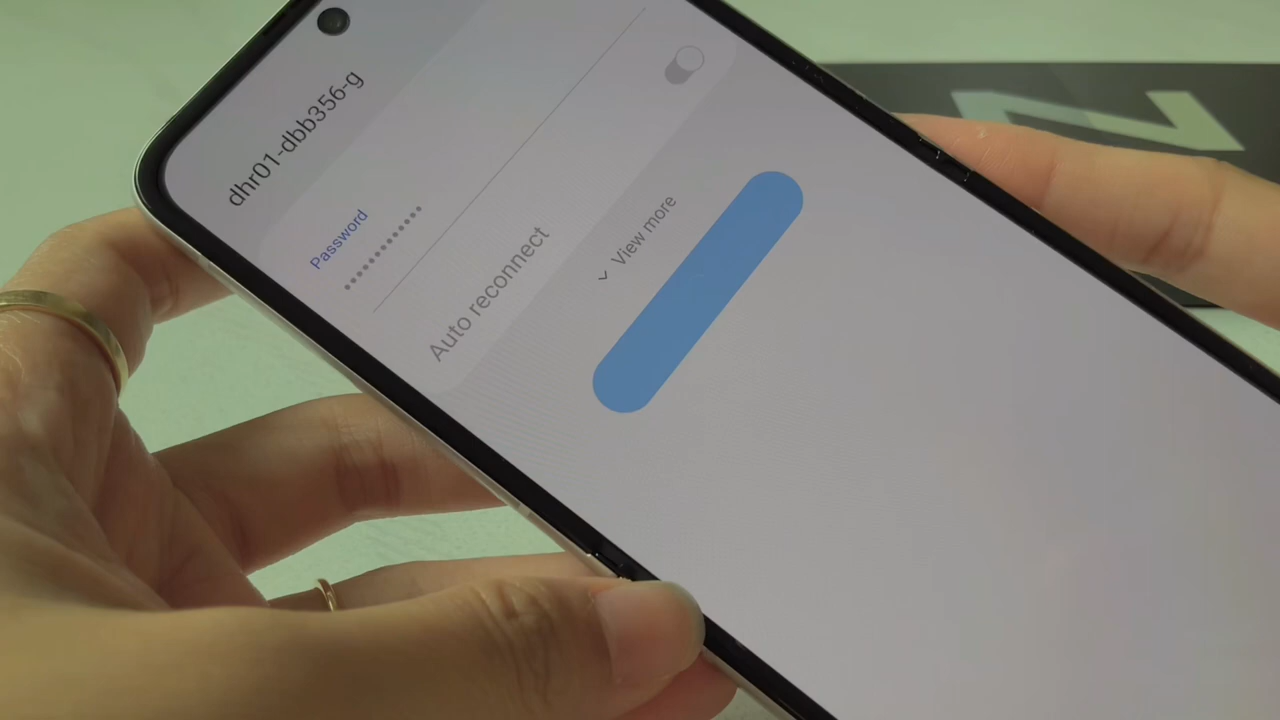 dhr01-dbb356-g
Password
••••••••••••
Auto reconnect
View more